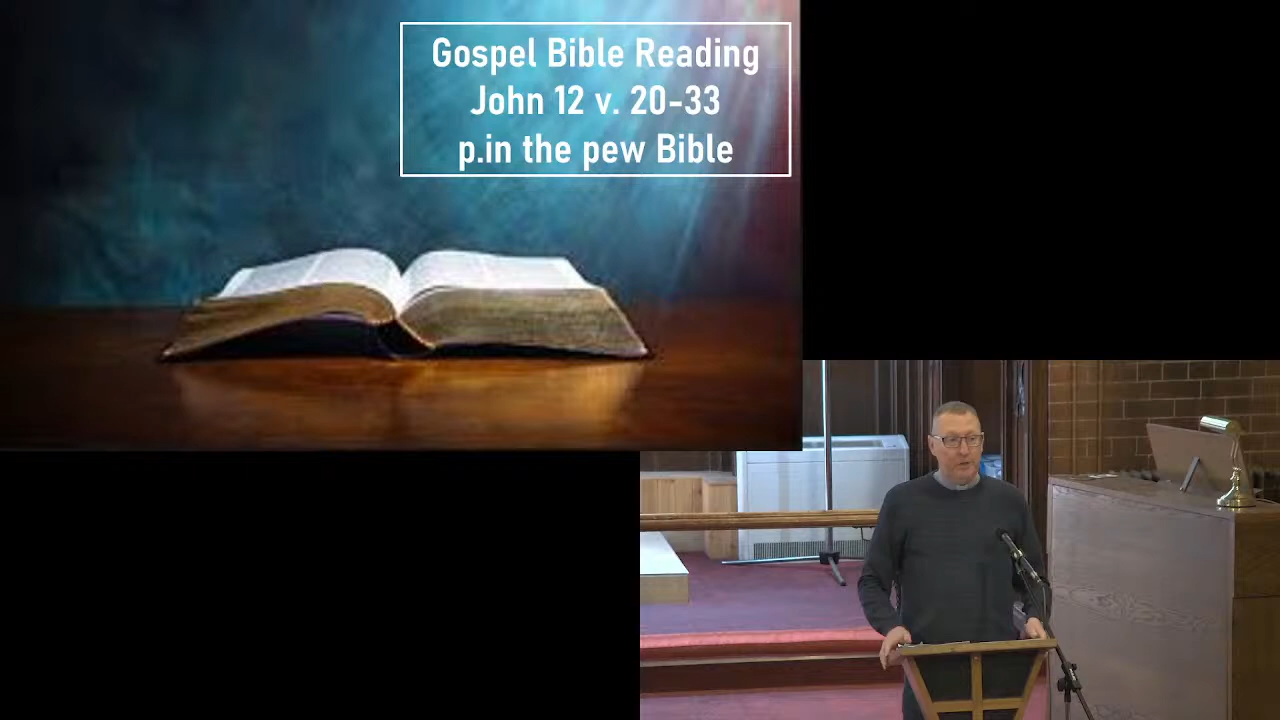 Gospel Bible Reading
John 12 v. 20-33
p.in the pew Bible